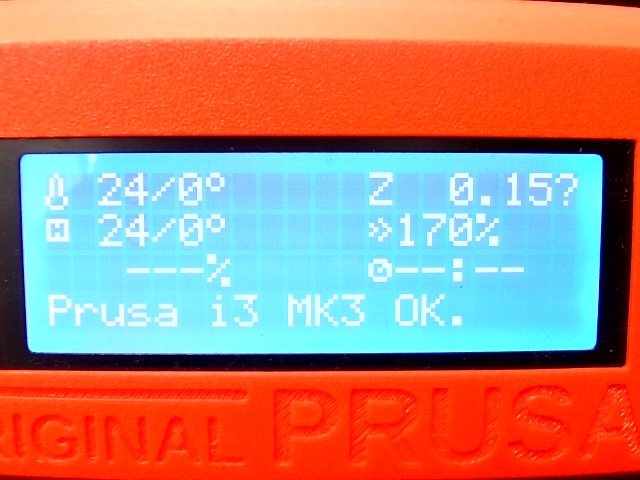 24/0° Z 0.15?
24/0° »170%
---% --:--
Prusa i3 MK3 OK.
RIGINAL PRUSA